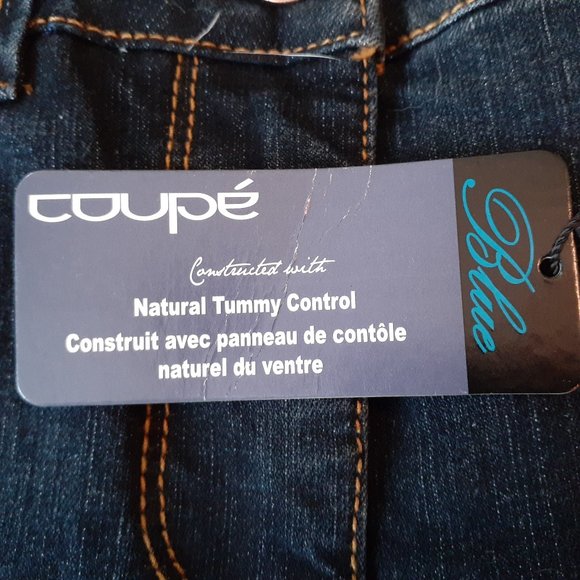 coupé
Constructed with
Natural Tummy Control
Construit avec panneau de contôle
naturel du ventre
Blue